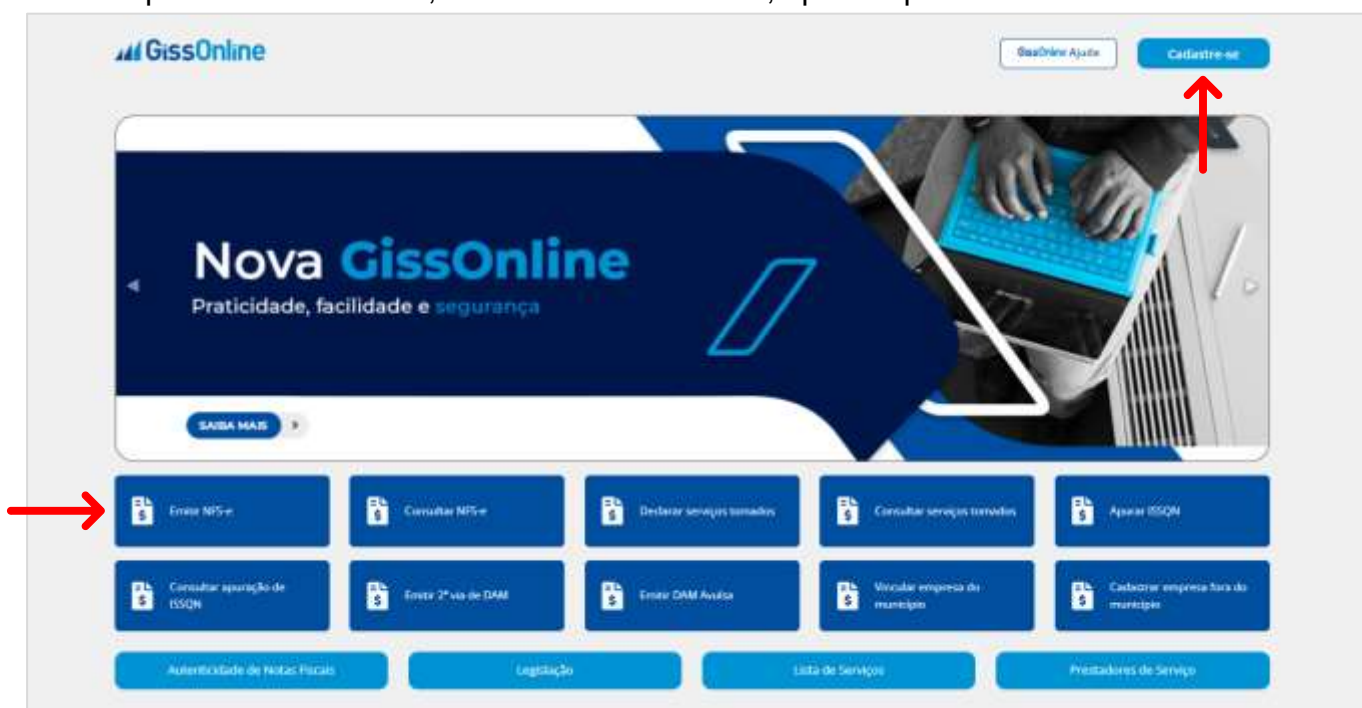 GissOnline
GissOnline Ajuda
Cadastre-se
Nova GissOnline
Praticidade, facilidade e segurança
SAIBA MAIS
Emitir NFS-e
Consultar NFS-e
Declarar serviços tomados
Consultar serviços tomados
Apurar ISSQN
Consultar apuração de
ISSQN
Emitir 2ª via de DAM
Emitir DAM Avulsa
Vincular empresa do
município
Cadastrar empresa fora do
município
Autenticidade de Notas Fiscais
Legislação
Lista de Serviços
Prestadores de Serviço